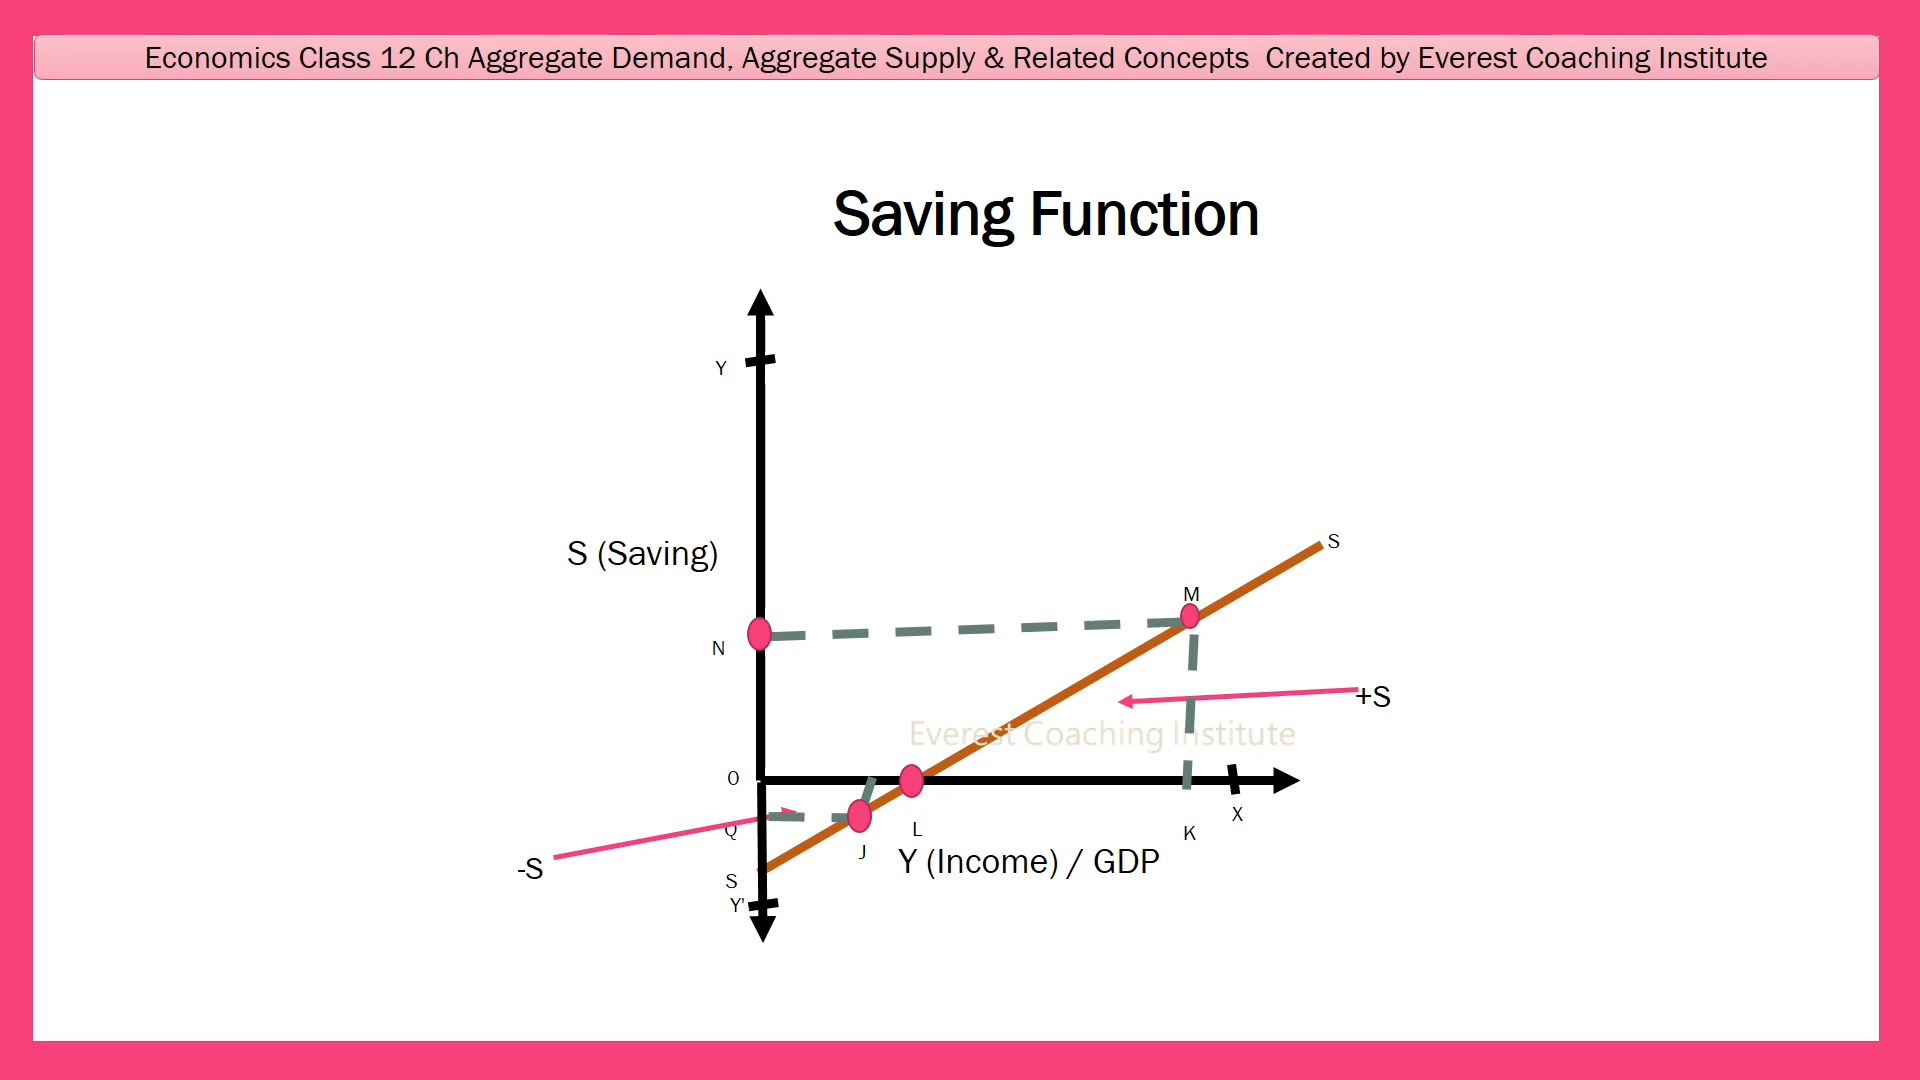 Economics Class 12 Ch Aggregate Demand, Aggregate Supply & Related Concepts  Created by Everest Coaching Institute
Saving Function
Y
S (Saving)
S
M
N
+S
Everest Coaching Institute
O
X
Q
L
K
J
Y (Income) / GDP
-S
S
Y'